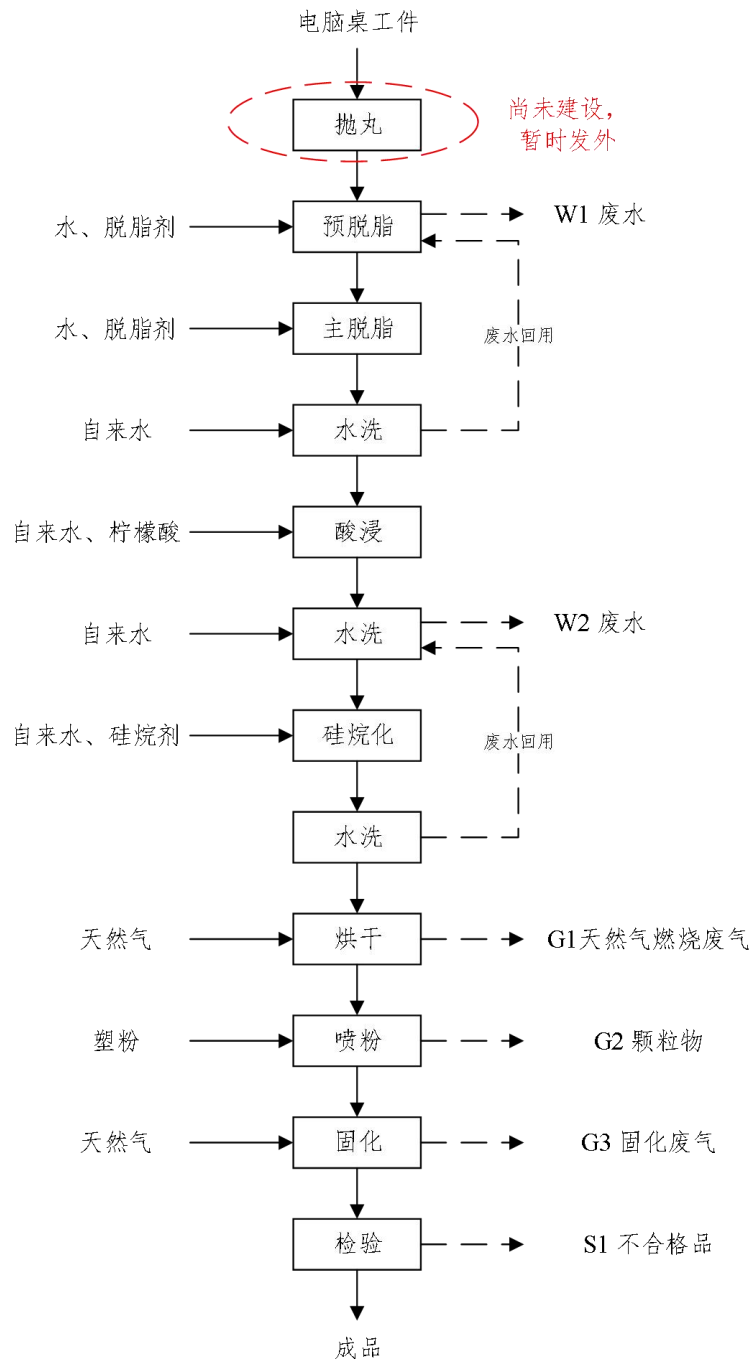 电脑桌工件
抛丸
尚未建设，
暂时发外
水、脱脂剂
预脱脂
W1 废水
水、脱脂剂
主脱脂
废水回用
自来水
水洗
自来水、柠檬酸
酸浸
自来水
水洗
W2 废水
自来水、硅烷剂
硅烷化
废水回用
水洗
天然气
烘干
G1天然气燃烧废气
塑粉
喷粉
G2 颗粒物
天然气
固化
G3 固化废气
检验
S1 不合格品
成品